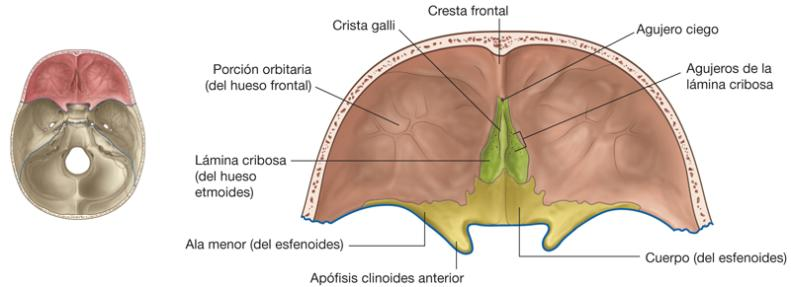 Cresta frontal
Crista galli
Agujero ciego
Porción orbitaria
(del hueso frontal)
Agujeros de la
lámina cribosa
Lámina cribosa
(del hueso
etmoides)
Ala menor (del esfenoides)
Cuerpo (del esfenoides)
Apófisis clinoides anterior